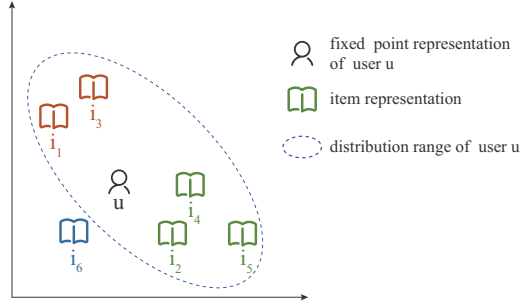 fixed point representation
of user u
item representation
distribution range of user u
i3
i1
u
i4
i6
i2
i5